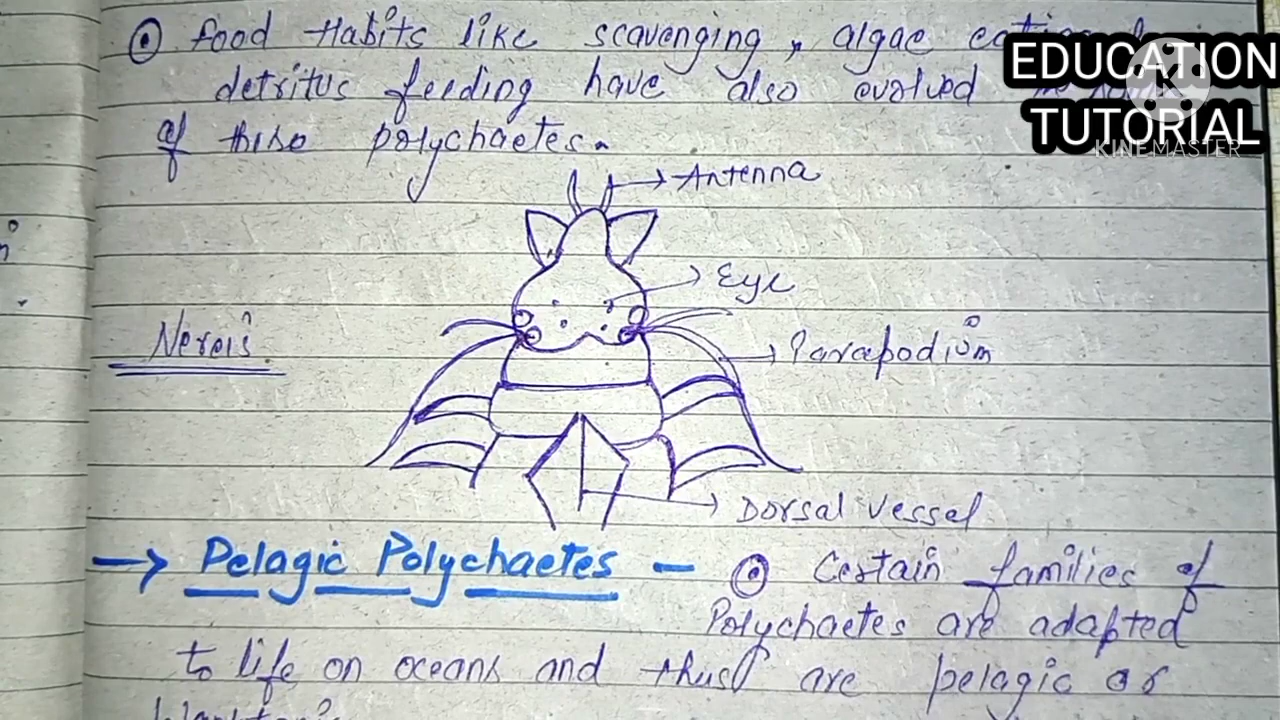 Food Habits like scavenging, algae eating &
detritus feeding have also evolved
of these polychaetes.
EDUCATION
TUTORIAL
KINEMASTER
Antenna
Eye
Nereis
Parapodium
Dorsal Vessel
→ Pelagic Polychaetes - Certain families of
Polychaetes are adapted
to life on oceans and thus are pelagic or